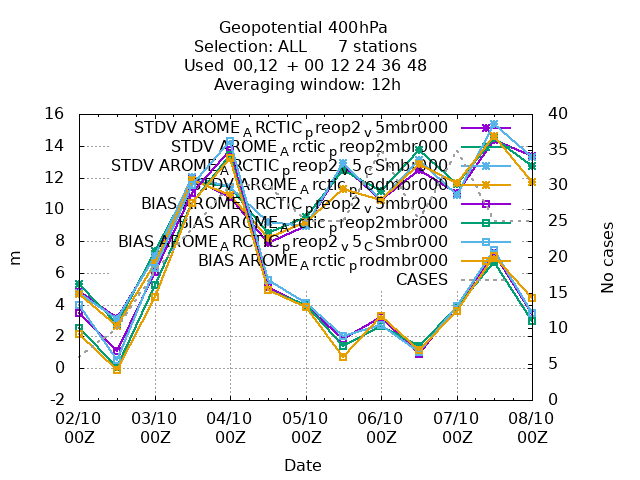 Geopotential 400hPa
Selection: ALL 7 stations
Used 00,12 + 00 12 24 36 48
Averaging window: 12h
16 40
14 35
12 30
10 25
8 20
6 15
4 10
2 5
0 0
-2
m
No cases
STDV AROME_ARCTIC_preop2_v5mbr000
STDV AROME_Arctic_preop2mbr000
STDV AROME_ARCTIC_preop2_v5_CSmbr000
STDV AROME_Arctic_prodmbr000
BIAS AROME_ARCTIC_preop2_v5mbr000
BIAS AROME_Arctic_preop2mbr000
BIAS AROME_ARCTIC_preop2_v5_CSmbr000
BIAS AROME_Arctic_prodmbr000
CASES
02/10 03/10 04/10 05/10 06/10 07/10 08/10
00Z 00Z 00Z 00Z 00Z 00Z 00Z
Date